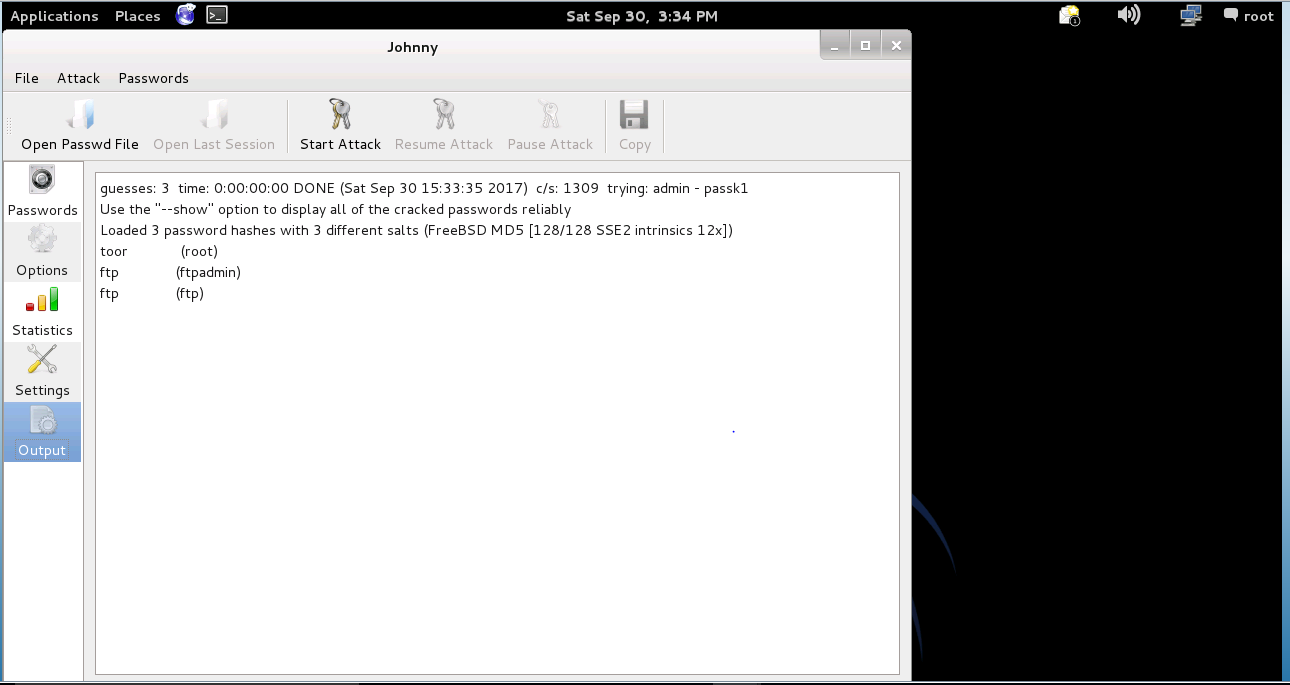 Applications Places Sat Sep 30, 3:34 PM 1 root
Johnny
File Attack Passwords
Open Passwd File Open Last Session Start Attack Resume Attack Pause Attack Copy
Passwords
Options
Statistics
Settings
Output
guesses: 3 time: 0:00:00:00 DONE (Sat Sep 30 15:33:35 2017) c/s: 1309 trying: admin - passk1
Use the "--show" option to display all of the cracked passwords reliably
Loaded 3 password hashes with 3 different salts (FreeBSD MD5 [128/128 SSE2 intrinsics 12x])
toor (root)
ftp (ftpadmin)
ftp (ftp)